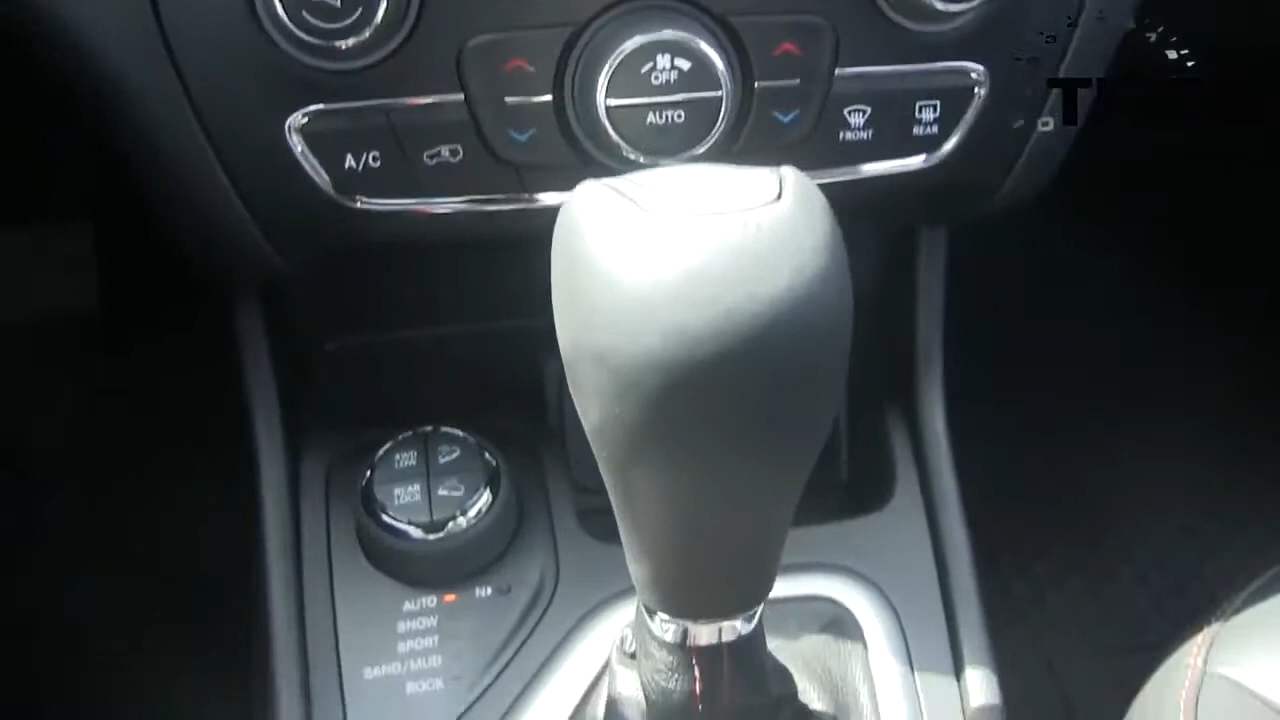 OFF
AUTO
A/C
FRONT
REAR
4WD
LOW
REAR
LOCK
AUTO
N
SNOW
SPORT
SAND/MUD
ROCK
T